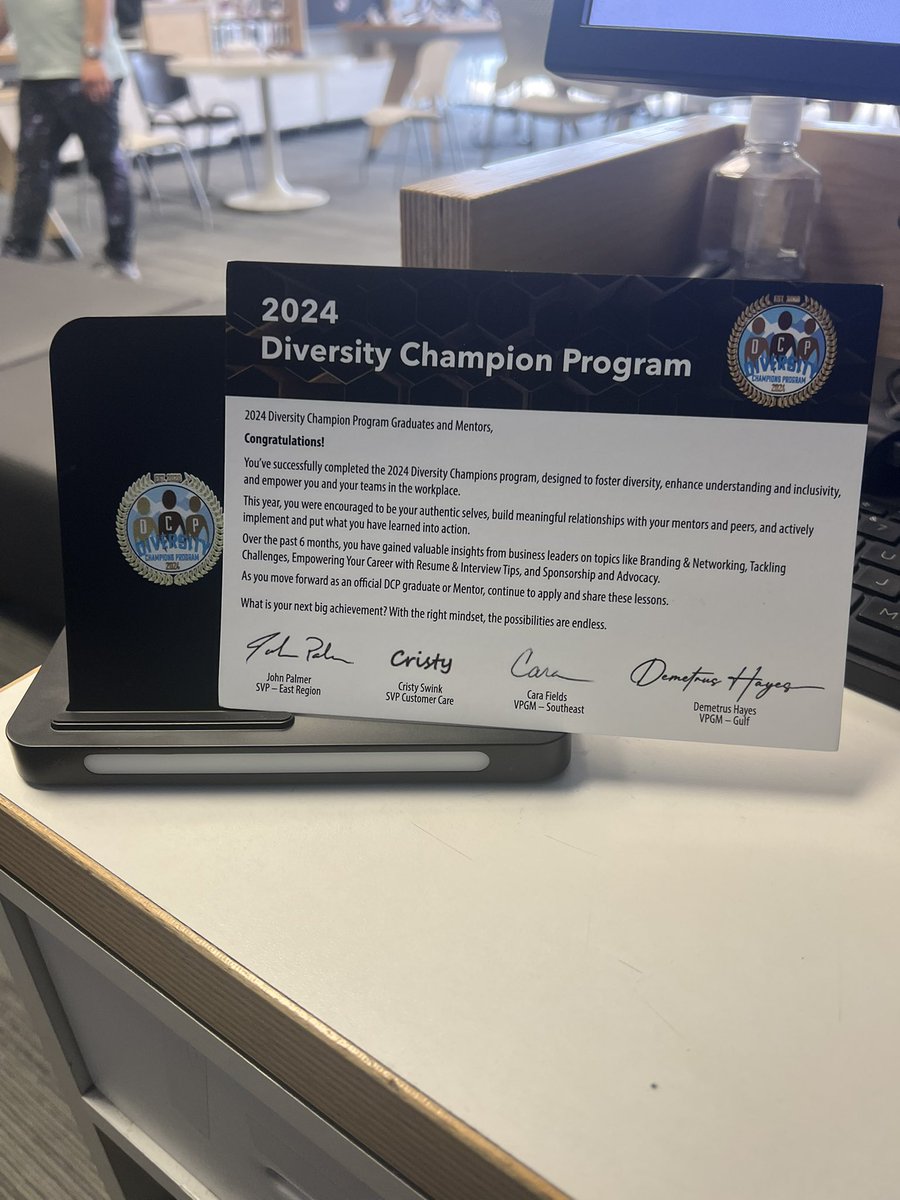 2024
Diversity Champion Program
D C P
DIVERSITY
CHAMPIONS PROGRAM
2024
2024 Diversity Champion Program Graduates and Mentors,
Congratulations!
You've successfully completed the 2024 Diversity Champions program, designed to foster diversity, enhance understanding and inclusivity,
and empower you and your teams in the workplace.
This year, you were encouraged to be your authentic selves, build meaningful relationships with your mentors and peers, and actively
implement and put what you have learned into action.
Over the past 6 months, you have gained valuable insights from business leaders on topics like Branding & Networking, Tackling
Challenges, Empowering Your Career with Resume & Interview Tips, and Sponsorship and Advocacy.
As you move forward as an official DCP graduate or Mentor, continue to apply and share these lessons.
What is your next big achievement? With the right mindset, the possibilities are endless.
John Palmer
SVP – East Region
Cristy
Cristy Swink
SVP Customer Care
Cara
Cara Fields
VPGM – Southeast
Demetrus Hayes
Demetrus Hayes
VPGM – Gulf
D C P
DIVERSITY
CHAMPIONS PROGRAM
2024
J
M